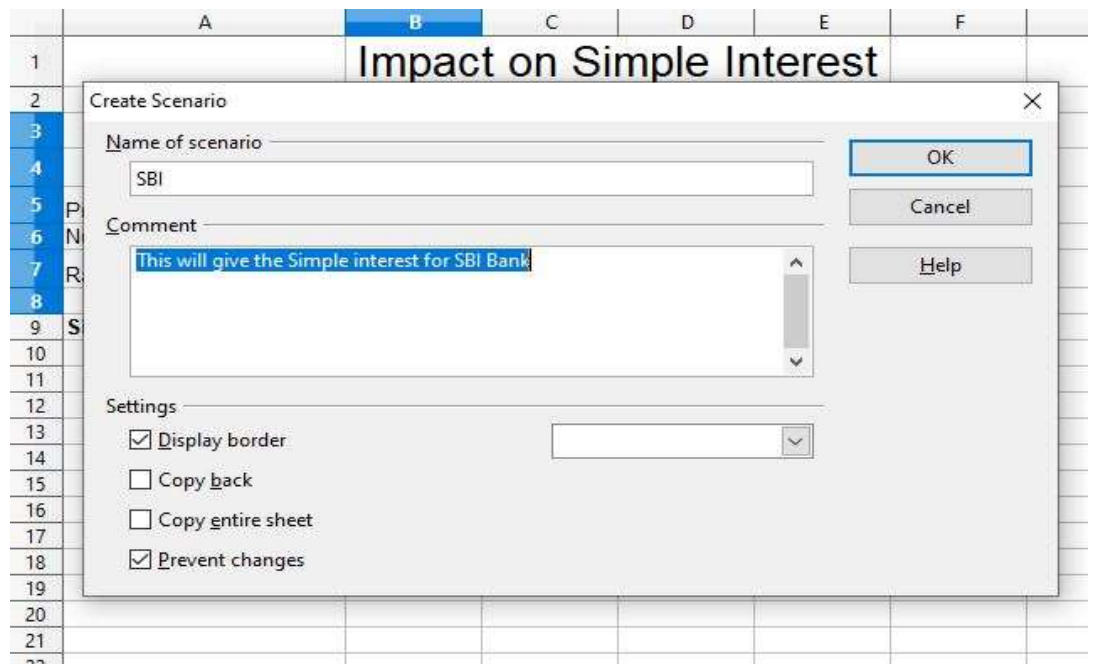 A B C D E F
1 Impact on Simple Interest
2 Create Scenario
3 Name of scenario
OK
4 SBI
5 Cancel
Comment
6
This will give the Simple interest for SBI Bank
7 Help
8
9
10
11
12 Settings
13 Display border
14
15 Copy back
16
17 Copy entire sheet
18 Prevent changes
19
20
21